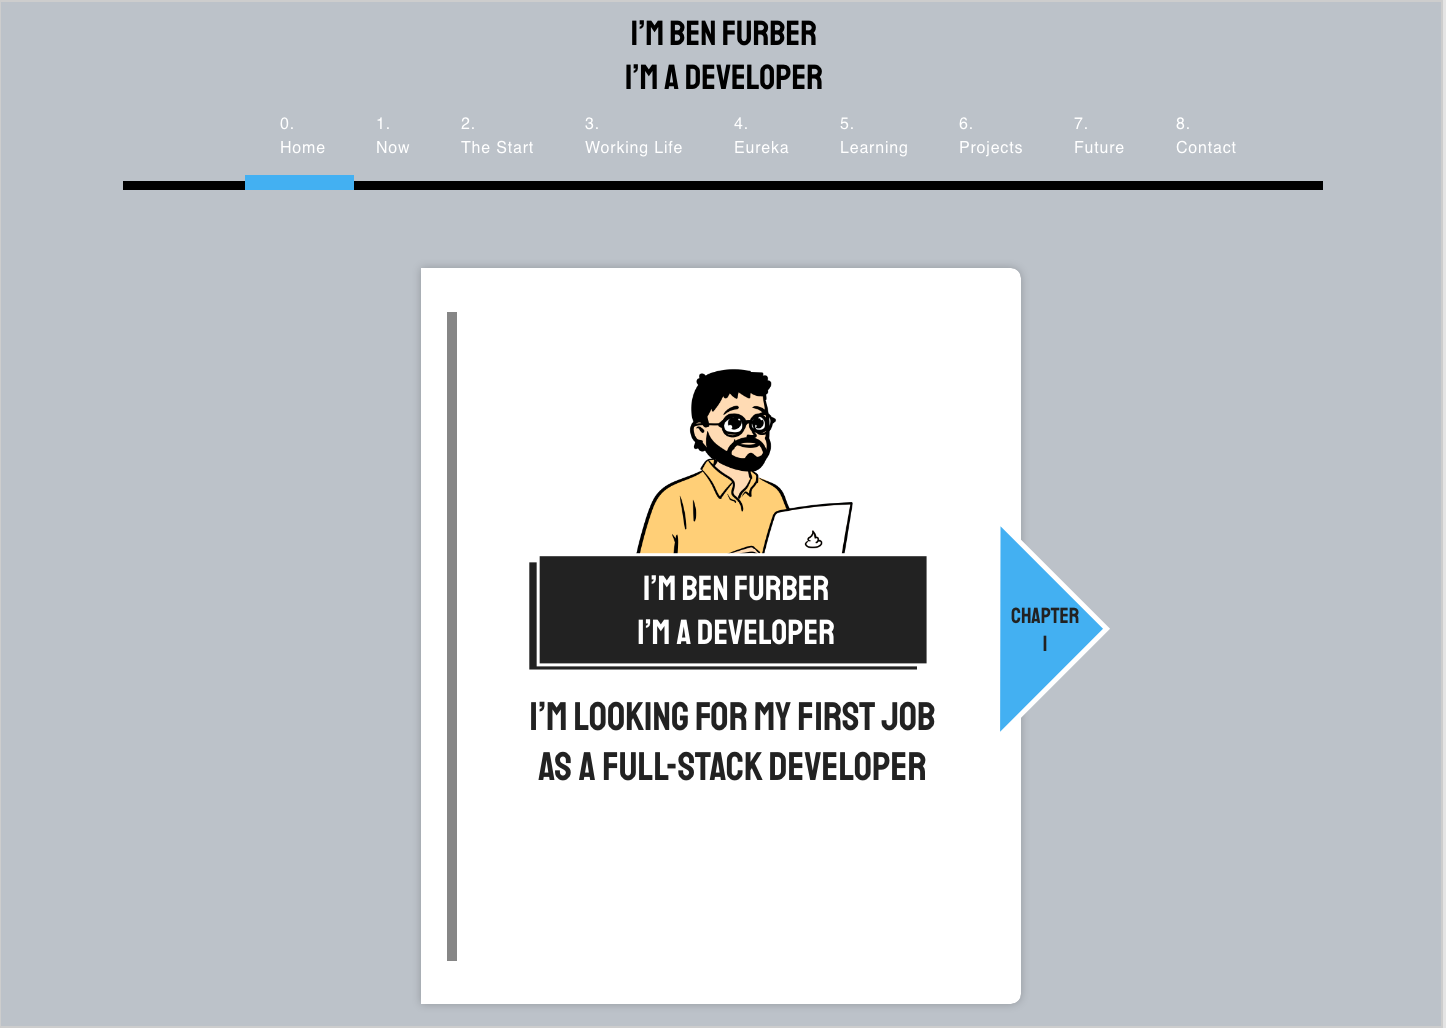 I'M BEN FURBER
I'M A DEVELOPER
0. Home
1. Now
2. The Start
3. Working Life
4. Eureka
5. Learning
6. Projects
7. Future
8. Contact
I'M BEN FURBER
I'M A DEVELOPER
I'M LOOKING FOR MY FIRST JOB
AS A FULL-STACK DEVELOPER
CHAPTER
1